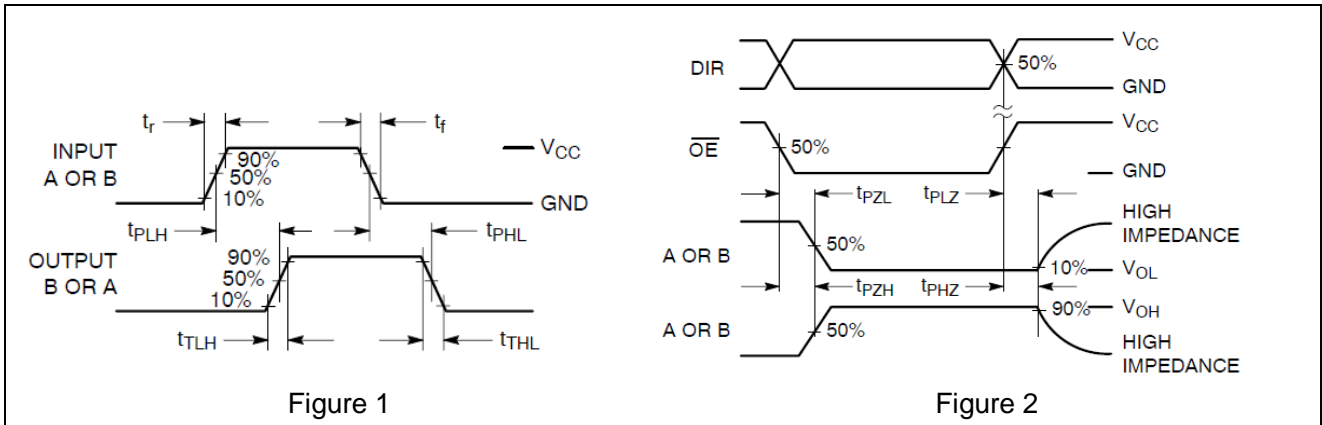 tr
tf
INPUT
A OR B
90%
50%
10%
VCC
GND
tPLH
tPHL
OUTPUT
B OR A
90%
50%
10%
tTLH
tTHL
Figure 1
DIR
VCC
50%
GND
OE
50%
VCC
GND
tPZL
tPLZ
A OR B
50%
HIGH
IMPEDANCE
10%
VOL
tPZH
tPHZ
A OR B
50%
90%
VOH
HIGH
IMPEDANCE
Figure 2